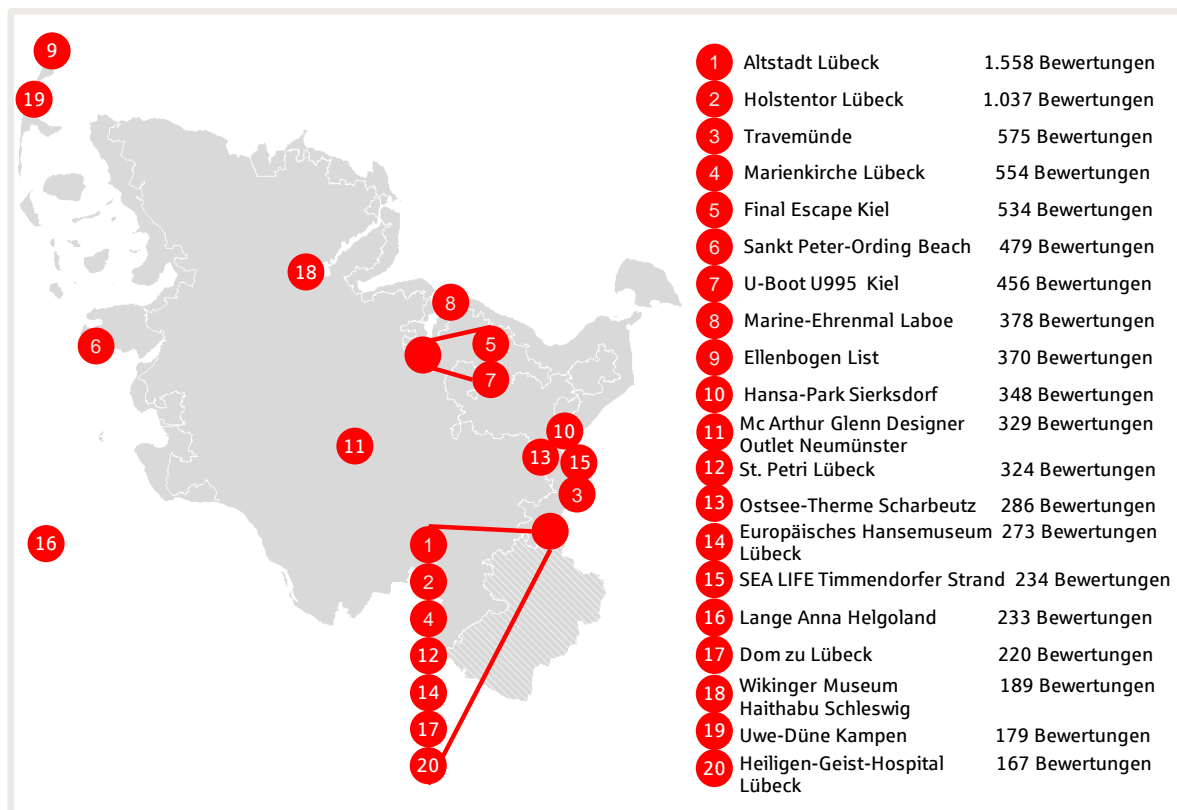 9
19
18
8
6
5
7
10
11
13
15
3
16
1
2
4
12
14
17
20
1 Altstadt Lübeck 1.558 Bewertungen
2 Holstentor Lübeck 1.037 Bewertungen
3 Travemünde 575 Bewertungen
4 Marienkirche Lübeck 554 Bewertungen
5 Final Escape Kiel 534 Bewertungen
6 Sankt Peter-Ording Beach 479 Bewertungen
7 U-Boot U995 Kiel 456 Bewertungen
8 Marine-Ehrenmal Laboe 378 Bewertungen
9 Ellenbogen List 370 Bewertungen
10 Hansa-Park Sierksdorf 348 Bewertungen
11 Mc Arthur Glenn Designer 329 Bewertungen
Outlet Neumünster
12 St. Petri Lübeck 324 Bewertungen
13 Ostsee-Therme Scharbeutz 286 Bewertungen
14 Europäisches Hansemuseum 273 Bewertungen
Lübeck
15 SEA LIFE Timmendorfer Strand 234 Bewertungen
16 Lange Anna Helgoland 233 Bewertungen
17 Dom zu Lübeck 220 Bewertungen
18 Wikinger Museum 189 Bewertungen
Haithabu Schleswig
19 Uwe-Düne Kampen 179 Bewertungen
20 Heiligen-Geist-Hospital 167 Bewertungen
Lübeck